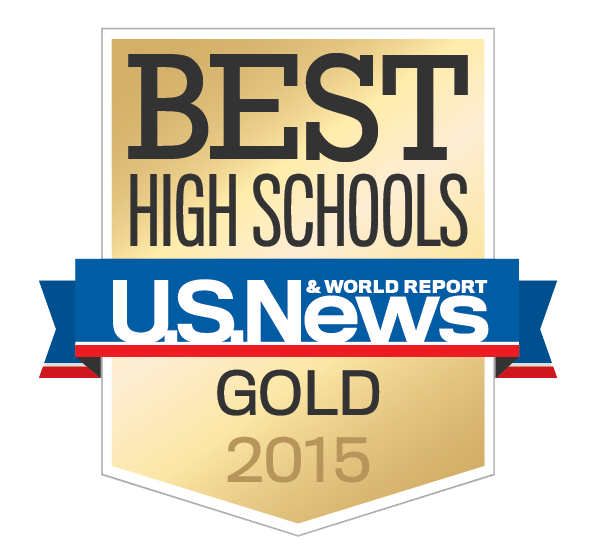 BEST
HIGH SCHOOLS
& WORLD REPORT
U.S.News
GOLD
2015